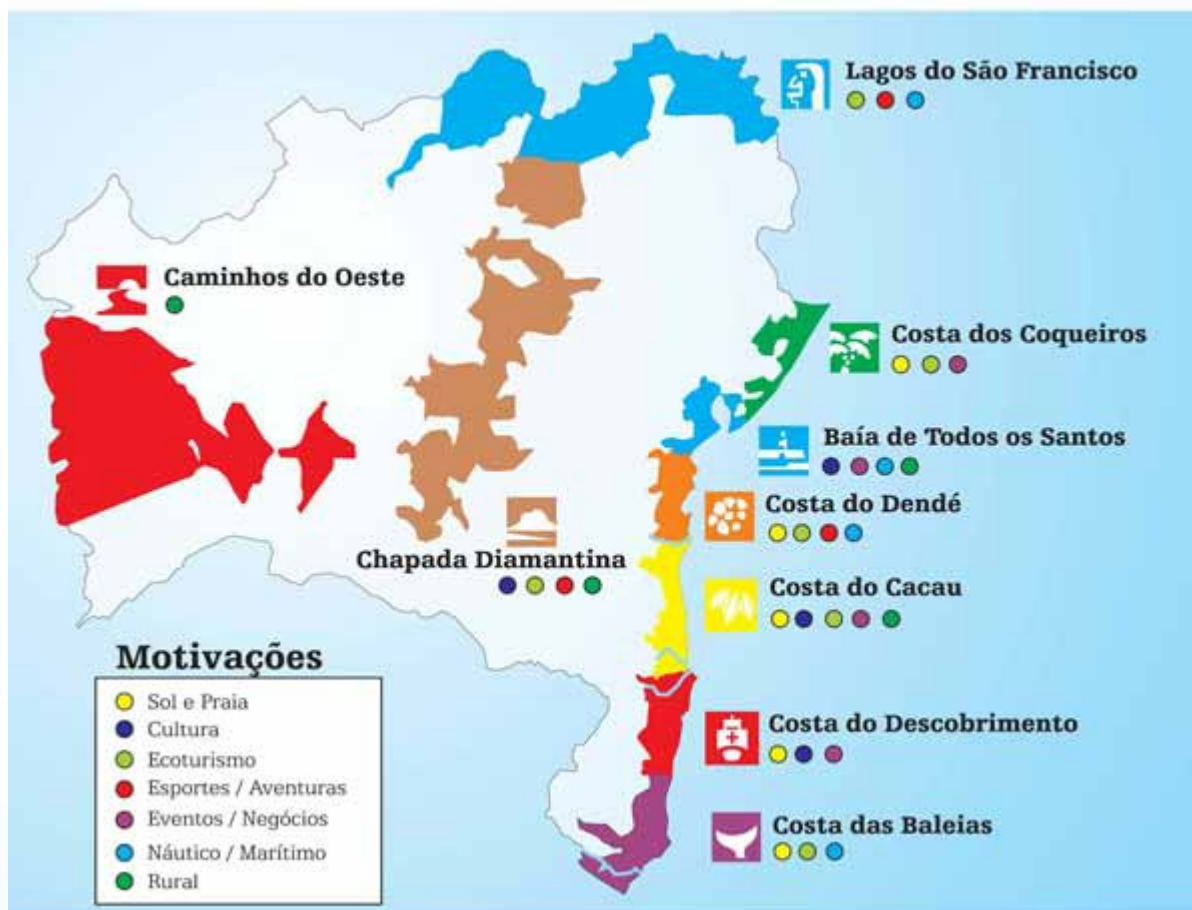 Lagos do São Francisco
Caminhos do Oeste
Costa dos Coqueiros
Baía de Todos os Santos
Costa do Dendé
Chapada Diamantina
Costa do Cacau
Motivações
Sol e Praia
Cultura
Ecoturismo
Esportes / Aventuras
Eventos / Negócios
Náutico / Marítimo
Rural
Costa do Descobrimento
Costa das Baleias